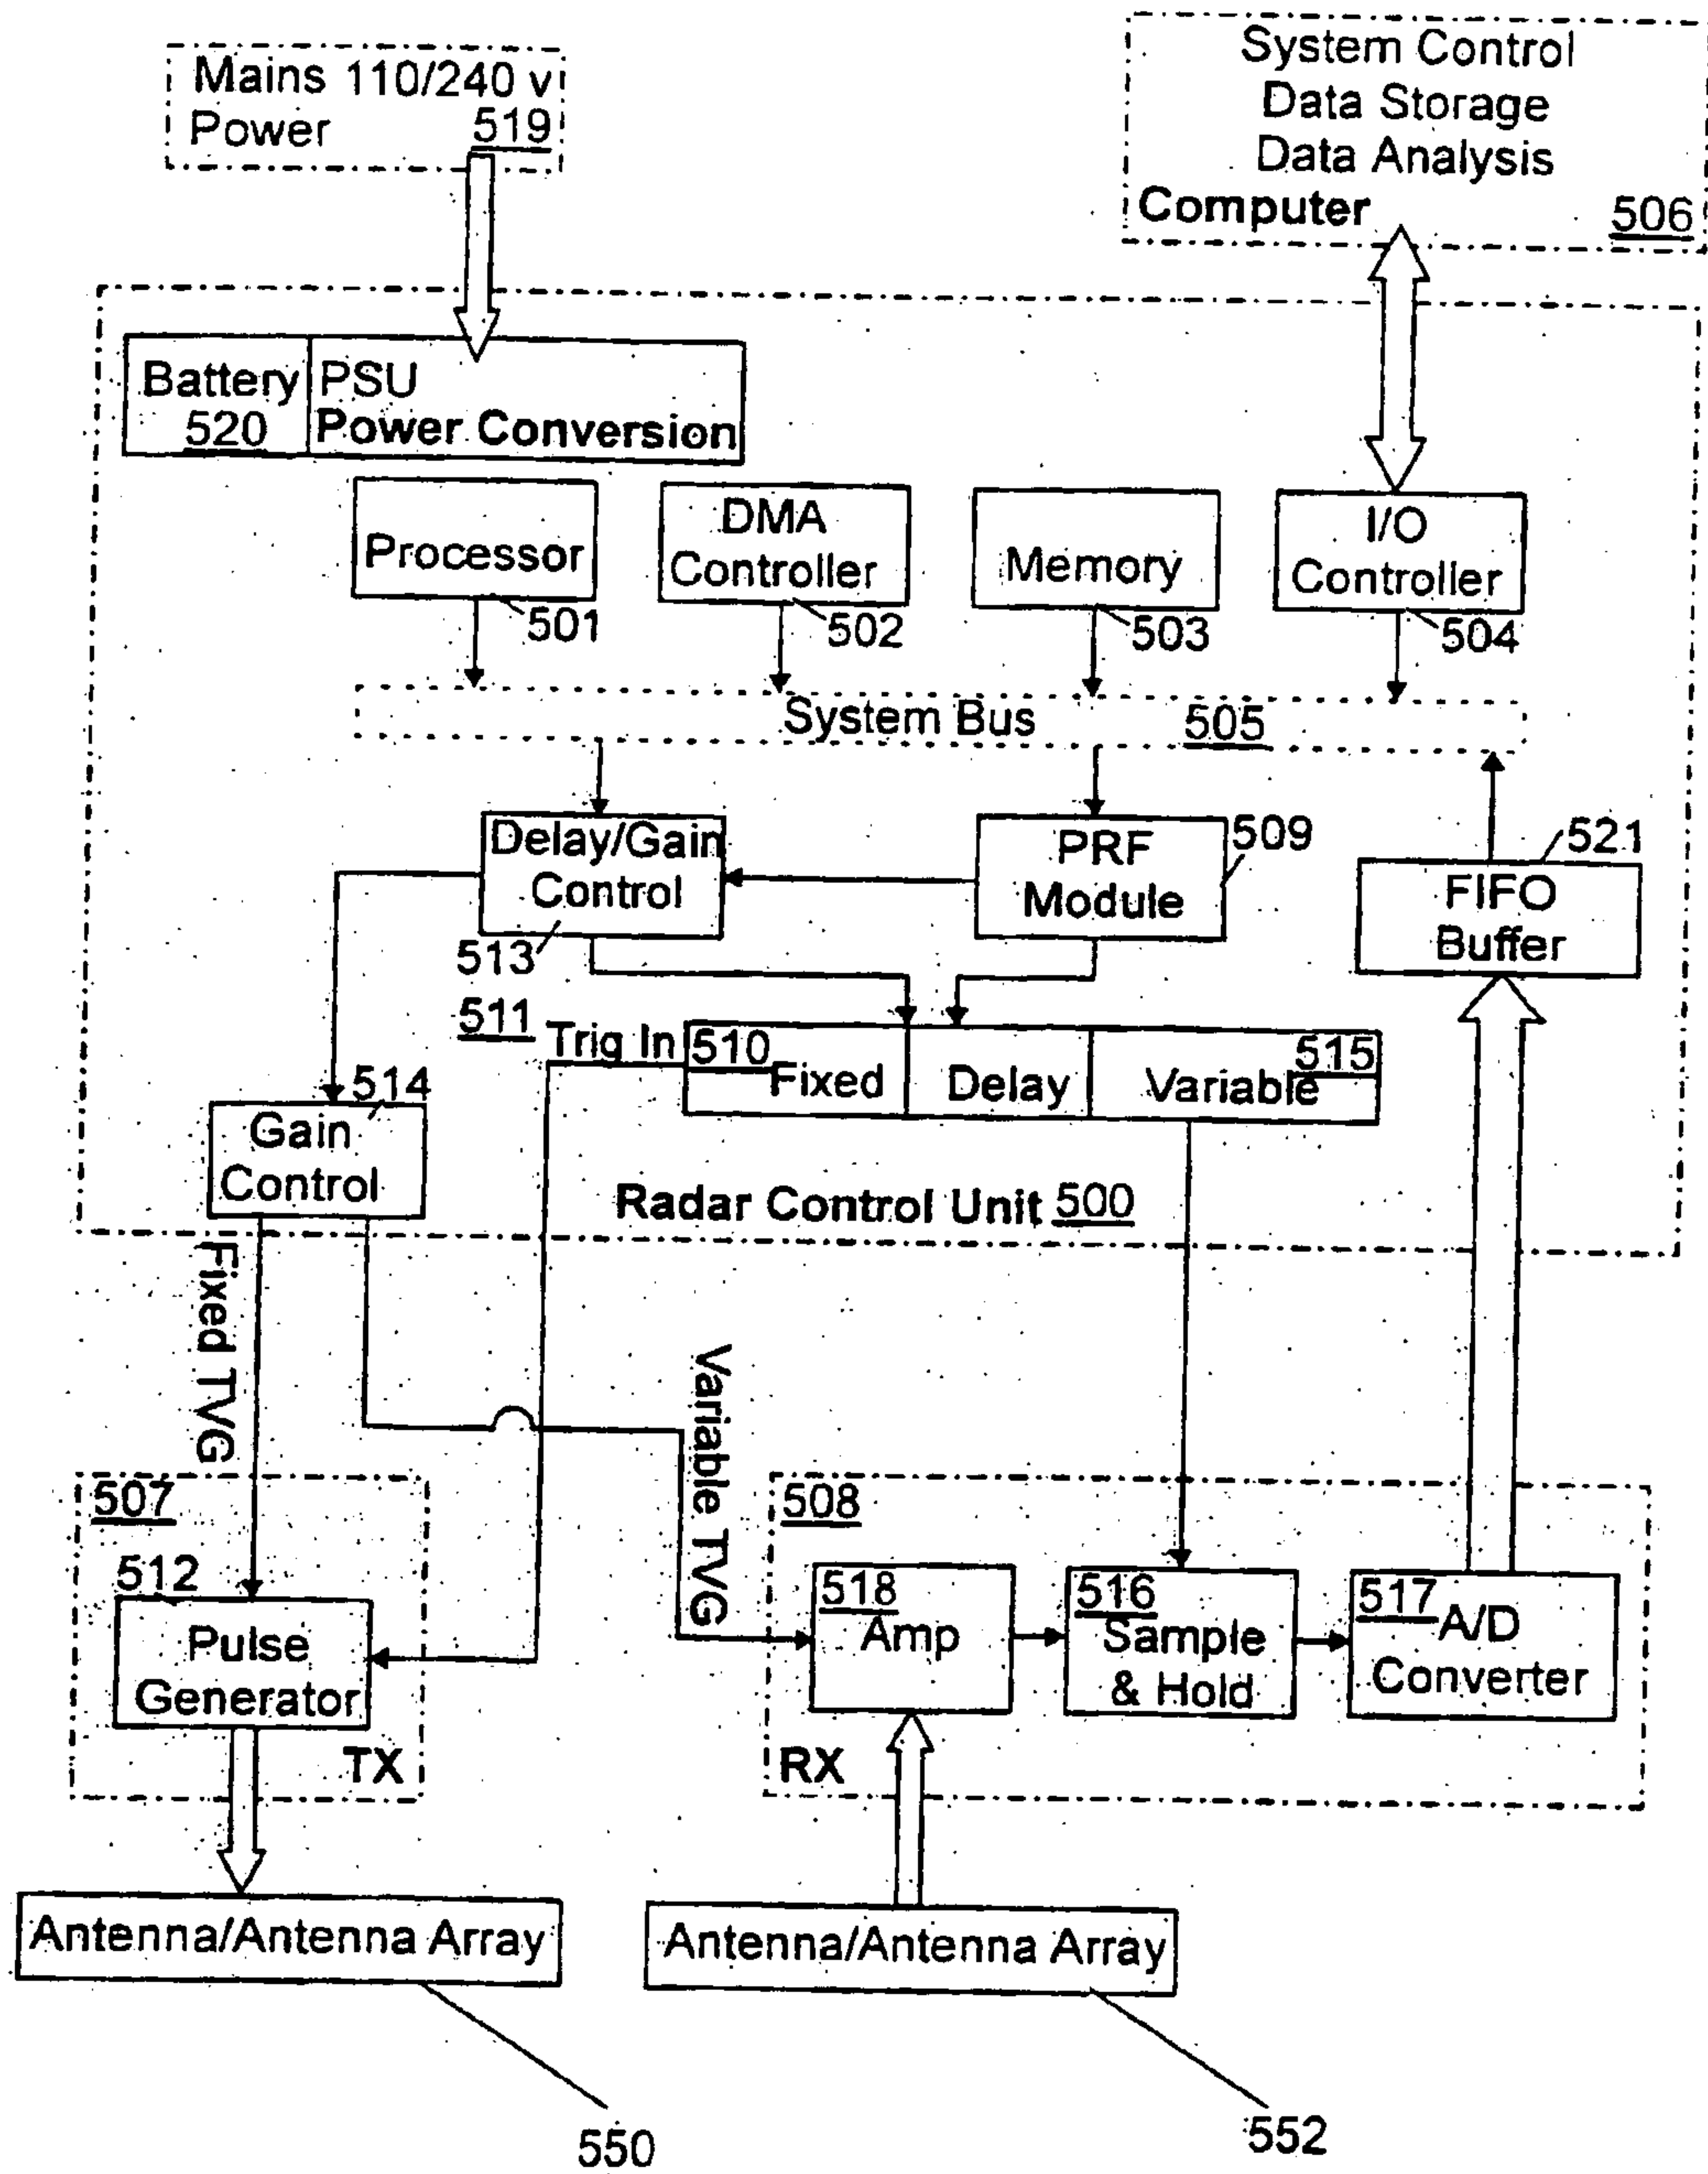 Mains 110/240 v
Power 519
System Control
Data Storage
Data Analysis
Computer 506
Battery
520
PSU
Power Conversion
Processor
501
DMA
Controller
502
Memory
503
I/O
Controller
504
System Bus 505
Delay/Gain
Control
513
PRF
Module
509
521
FIFO
Buffer
511
Trig In
510
Fixed
Delay
515
Variable
514
Gain
Control
Radar Control Unit 500
Fixed TVG
Variable TVG
507
512
Pulse
Generator
TX
508
518
Amp
516
Sample
& Hold
517
A/D
Converter
RX
Antenna/Antenna Array
Antenna/Antenna Array
550
552